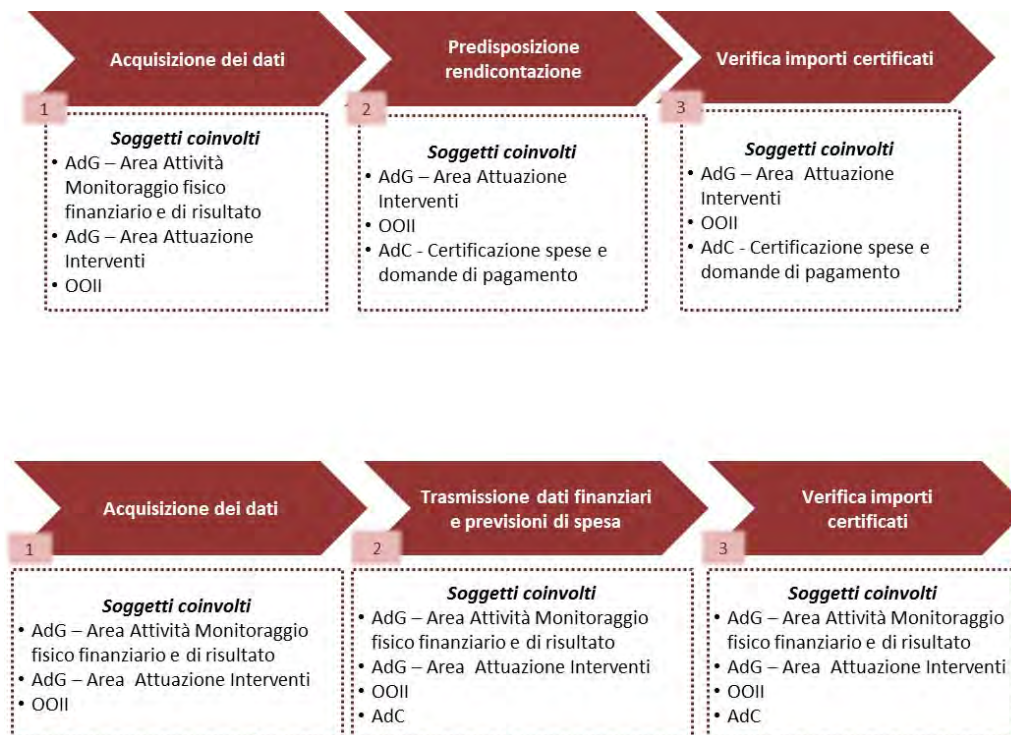 Acquisizione dei dati
1
Soggetti coinvolti
• AdG – Area Attività
Monitoraggio fisico
finanziario e di risultato
• AdG – Area Attuazione
Interventi
• OOII
Predisposizione
rendicontazione
2
Soggetti coinvolti
• AdG – Area Attuazione
Interventi
• OOII
• AdC - Certificazione spese e
domande di pagamento
Verifica importi certificati
3
Soggetti coinvolti
• AdG – Area Attuazione
Interventi
• OOII
• AdC - Certificazione spese e
domande di pagamento
Acquisizione dei dati
1
Soggetti coinvolti
• AdG – Area Attività Monitoraggio
fisico finanziario e di risultato
• AdG – Area Attuazione Interventi
• OOII
Trasmissione dati finanziari
e previsioni di spesa
2
Soggetti coinvolti
• AdG – Area Attività Monitoraggio
fisico finanziario e di risultato
• AdG – Area Attuazione Interventi
• OOII
• AdC
Verifica importi
certificati
3
Soggetti coinvolti
• AdG – Area Attività Monitoraggio
fisico finanziario e di risultato
• AdG – Area Attuazione Interventi
• OOII
• AdC